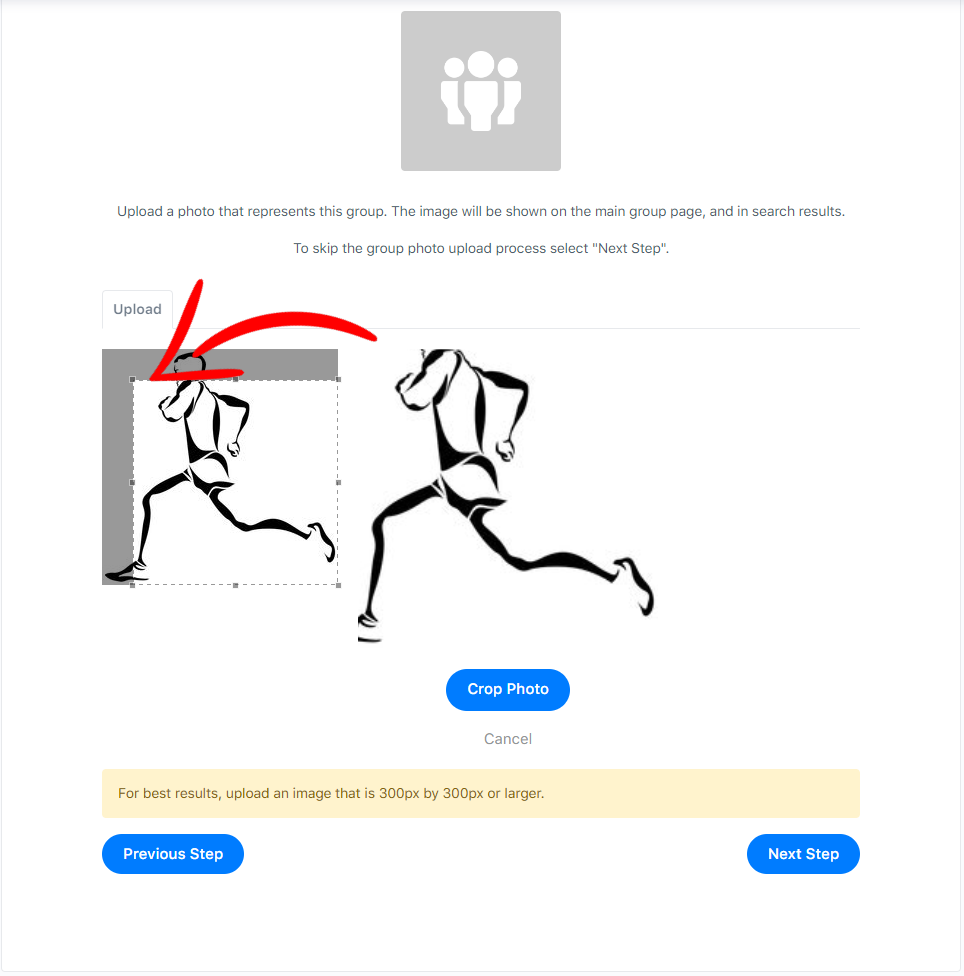 Upload a photo that represents this group. The image will be shown on the main group page, and in search results.
To skip the group photo upload process select "Next Step".
Upload
Crop Photo
Cancel
For best results, upload an image that is 300px by 300px or larger.
Previous Step
Next Step